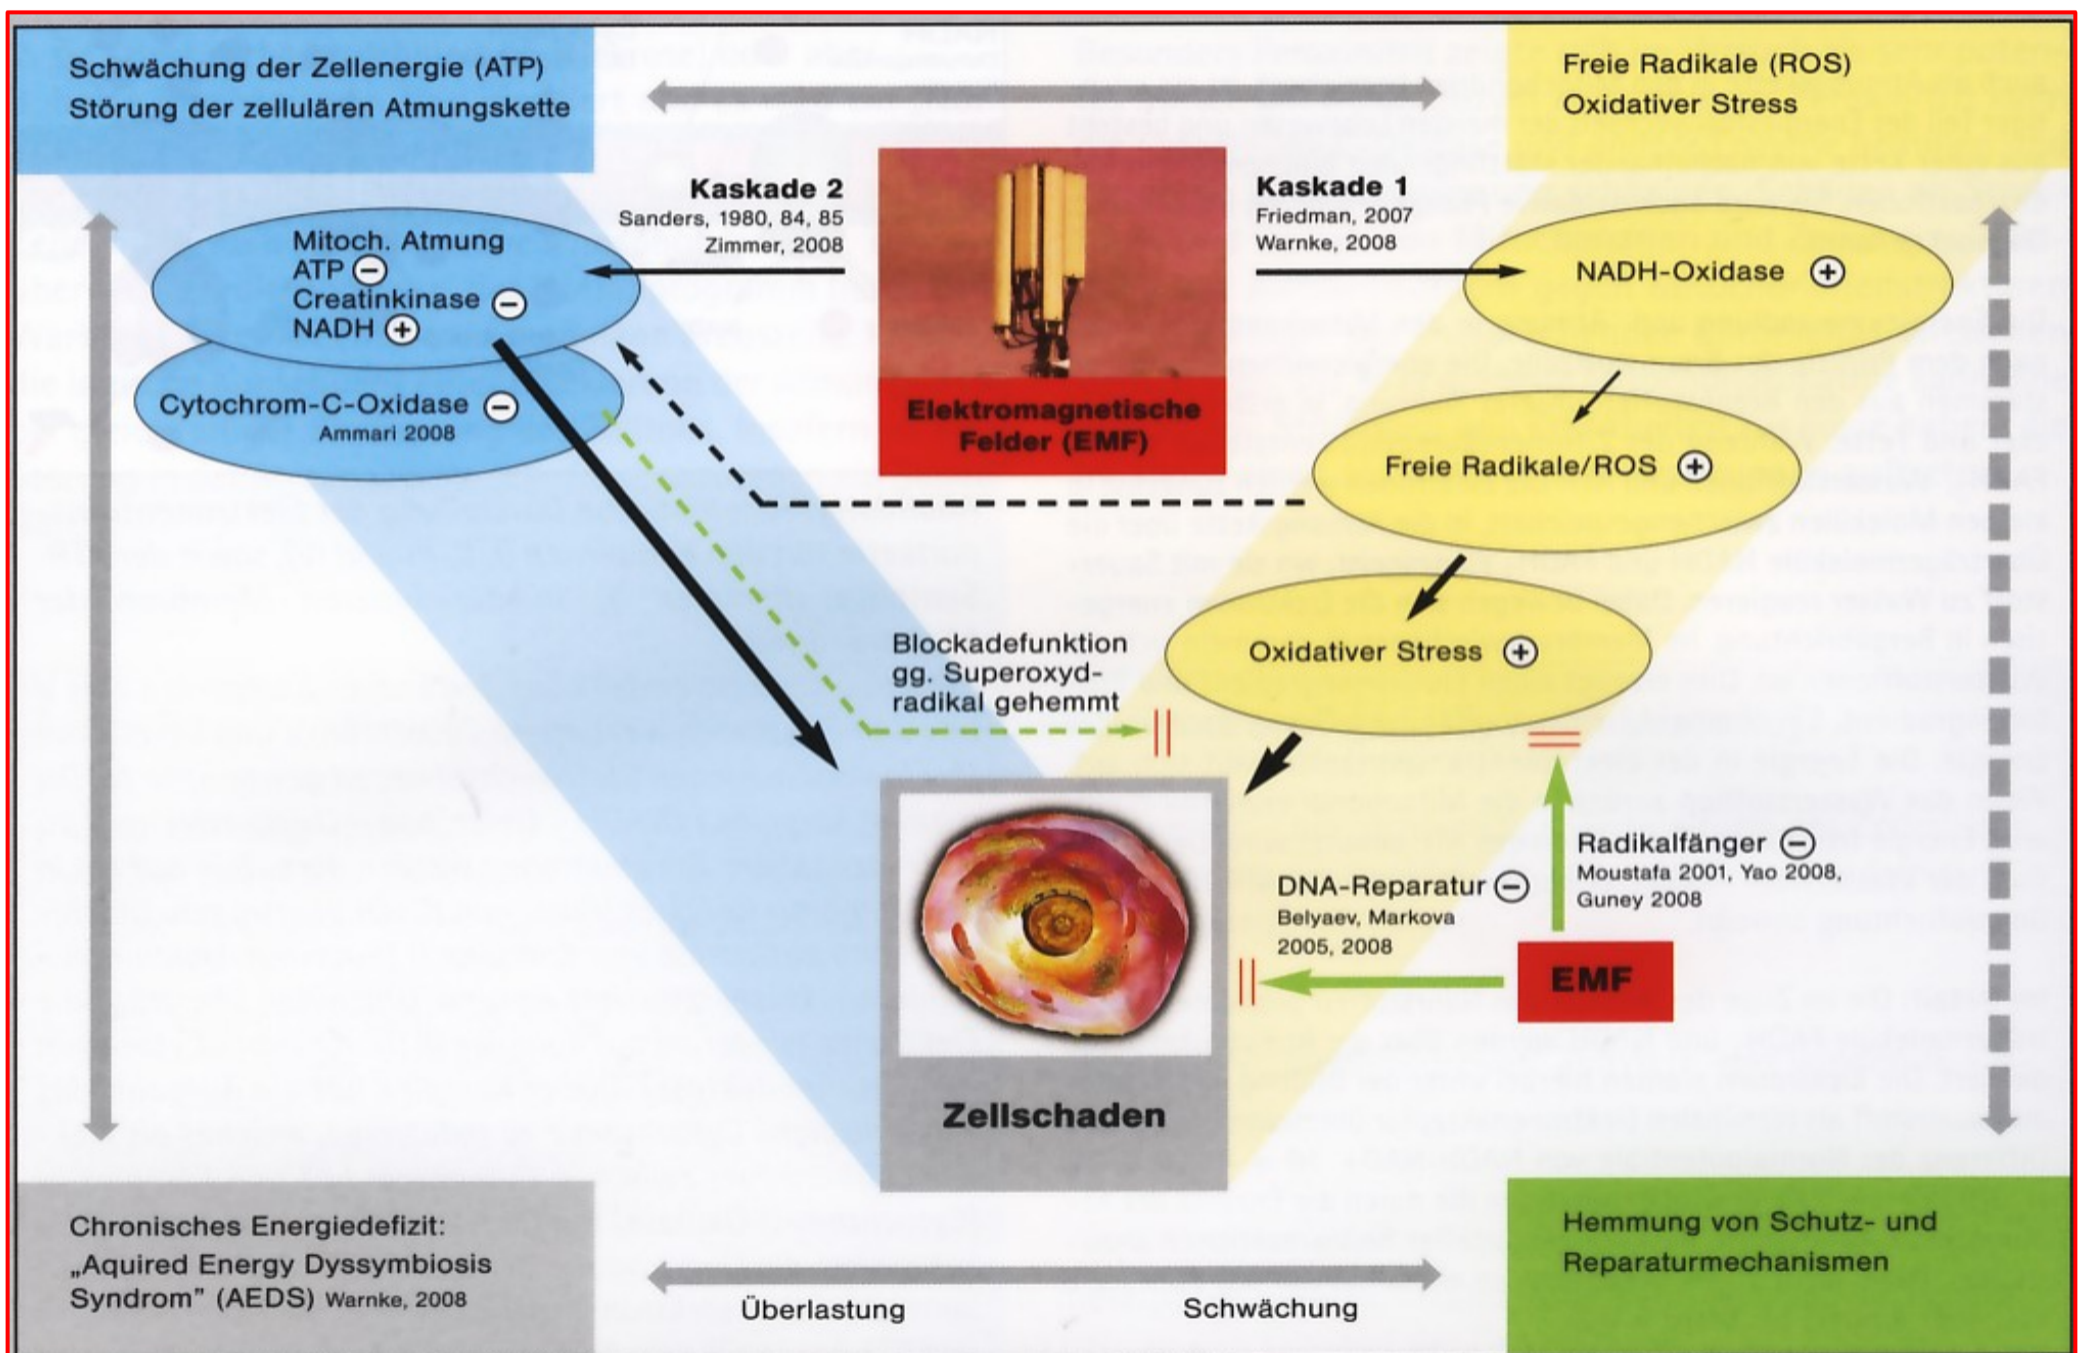 Schwächung der Zellenergie (ATP)
Störung der zellulären Atmungskette
Freie Radikale (ROS)
Oxidativer Stress
Kaskade 2
Sanders, 1980, 84, 85
Zimmer, 2008
Kaskade 1
Friedman, 2007
Warnke, 2008
Mitoch. Atmung
ATP −
Creatinkinase −
NADH +
NADH-Oxidase +
Cytochrom-C-Oxidase −
Ammari 2008
Elektromagnetische
Felder (EMF)
Freie Radikale/ROS +
Blockadefunktion
gg. Superoxyd-
radikal gehemmt
Oxidativer Stress +
Radikalfänger −
Moustafa 2001, Yao 2008,
Guney 2008
DNA-Reparatur −
Belyaev, Markova
2005, 2008
EMF
Zellschaden
Chronisches Energiedefizit:
„Aquired Energy Dyssymbiosis
Syndrom” (AEDS) Warnke, 2008
Überlastung
Schwächung
Hemmung von Schutz- und
Reparaturmechanismen